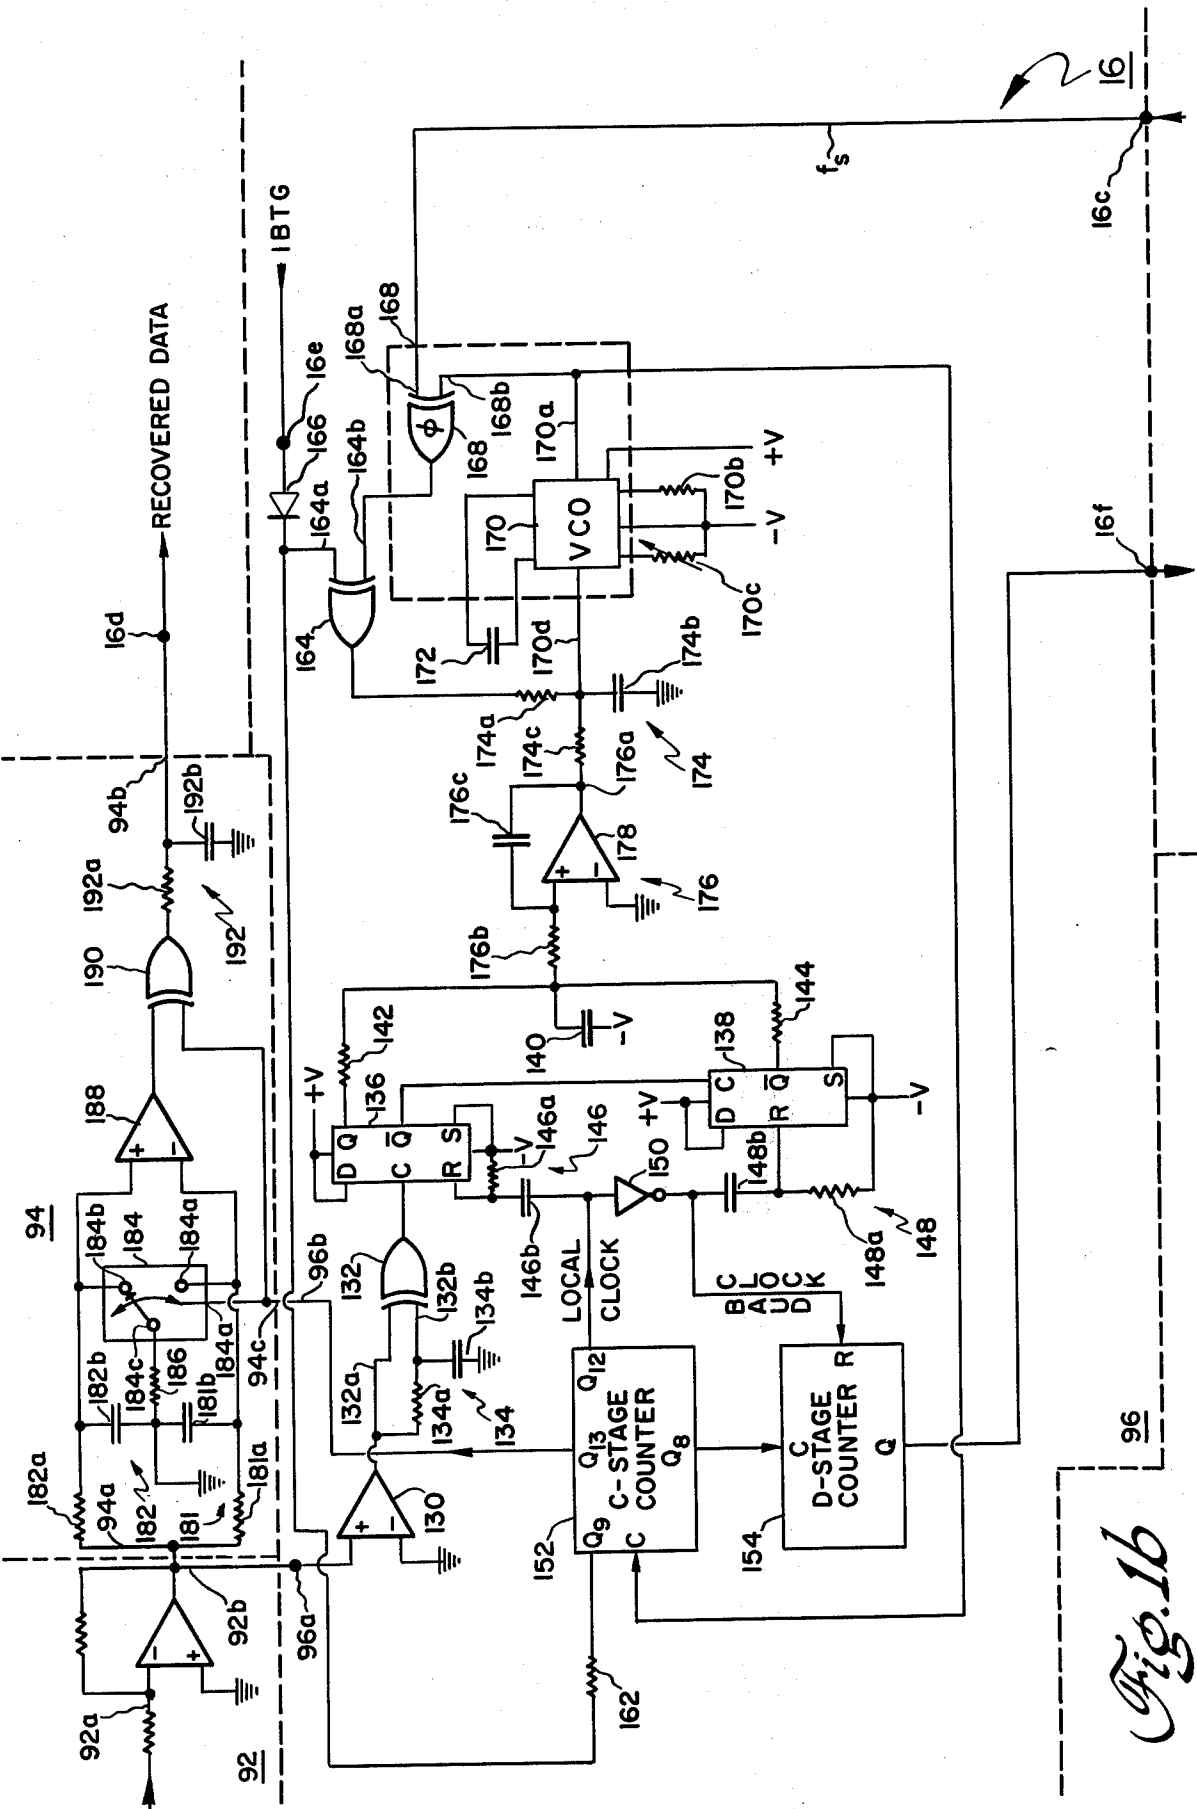 92a
92
92b
182a
94a
181
181a
182
182b
184c
186
181b
184a
94c
184b
184
184a
94
96b
188
190
192a
192
192b
94b
16d
RECOVERED DATA
96a
130
132a
134a
134
132
132b
134b
+V
D
Q
136
142
C
Q̅
R
S
-V
146a
146
146b
LOCAL
CLOCK
150
BAUD
CLOCK
148b
148a
148
+V
D
C
138
R
Q̅
S
-V
144
140
-V
176b
176c
178
176
176a
174c
174a
174
174b
164
164a
164b
166
16e
1BTG
168a
168
168b
168
φ
172
170
VCO
170a
170d
170c
170b
-V
+V
fs
16
16c
16f
162
152
Q9
Q13
Q12
C
C-STAGE
COUNTER
Q8
154
C
R
D-STAGE
COUNTER
Q
96
Fig.1b